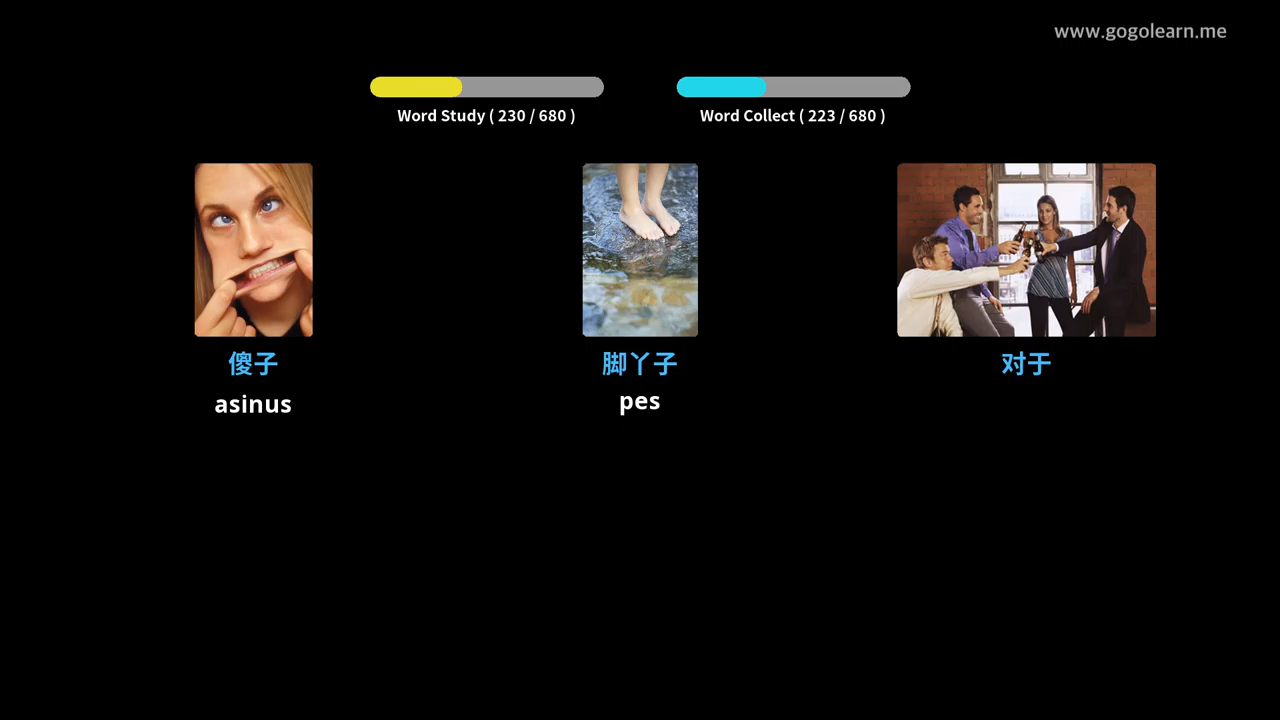 www.gogolearn.me
Word Study ( 230 / 680 )
Word Collect ( 223 / 680 )
傻子
脚丫子
对于
asinus
pes